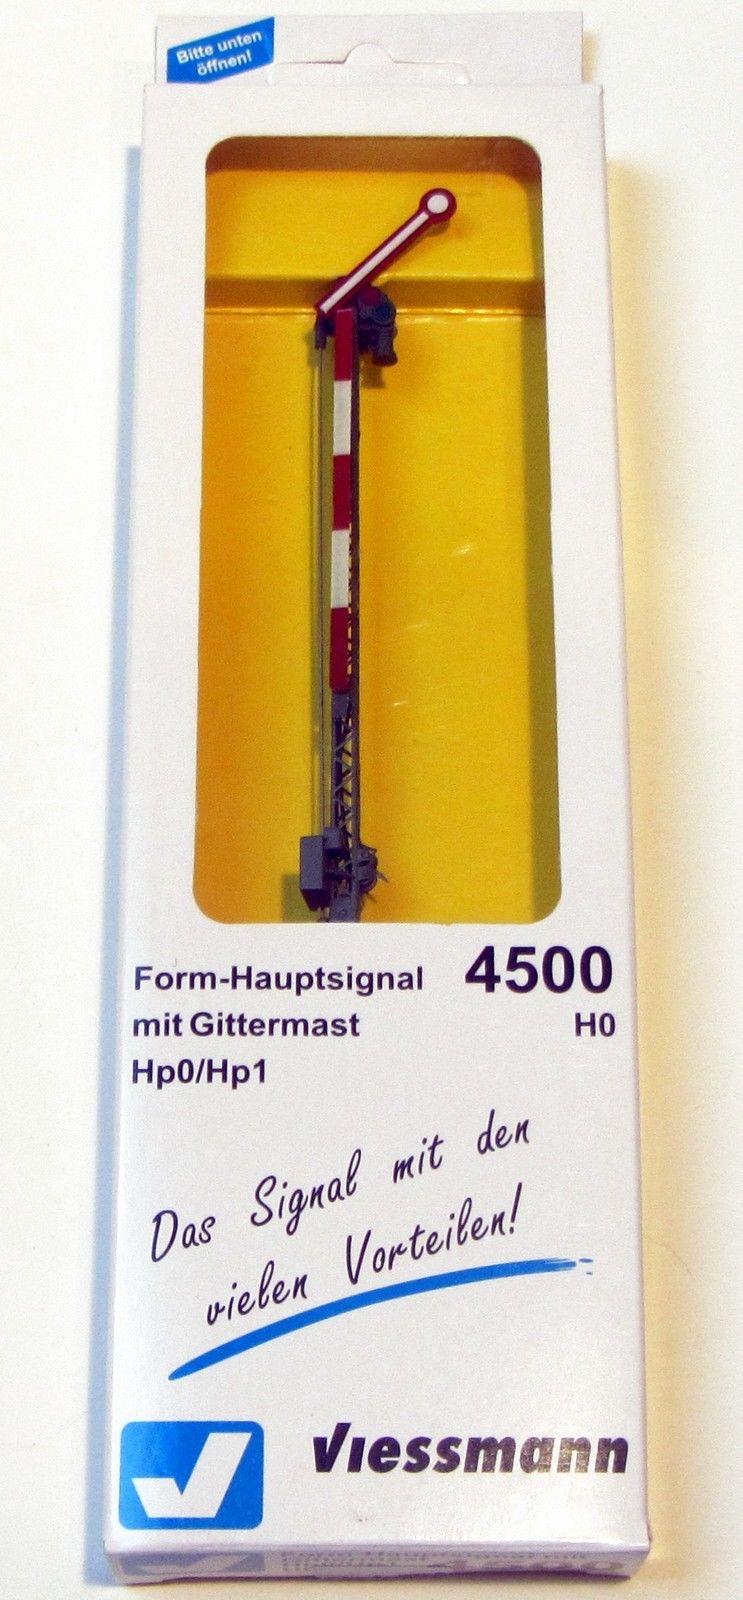 Bitte unten
öffnen!
Form-Hauptsignal 4500
mit Gittermast H0
Hp0/Hp1
Das Signal mit den
vielen Vorteilen!
Viessmann